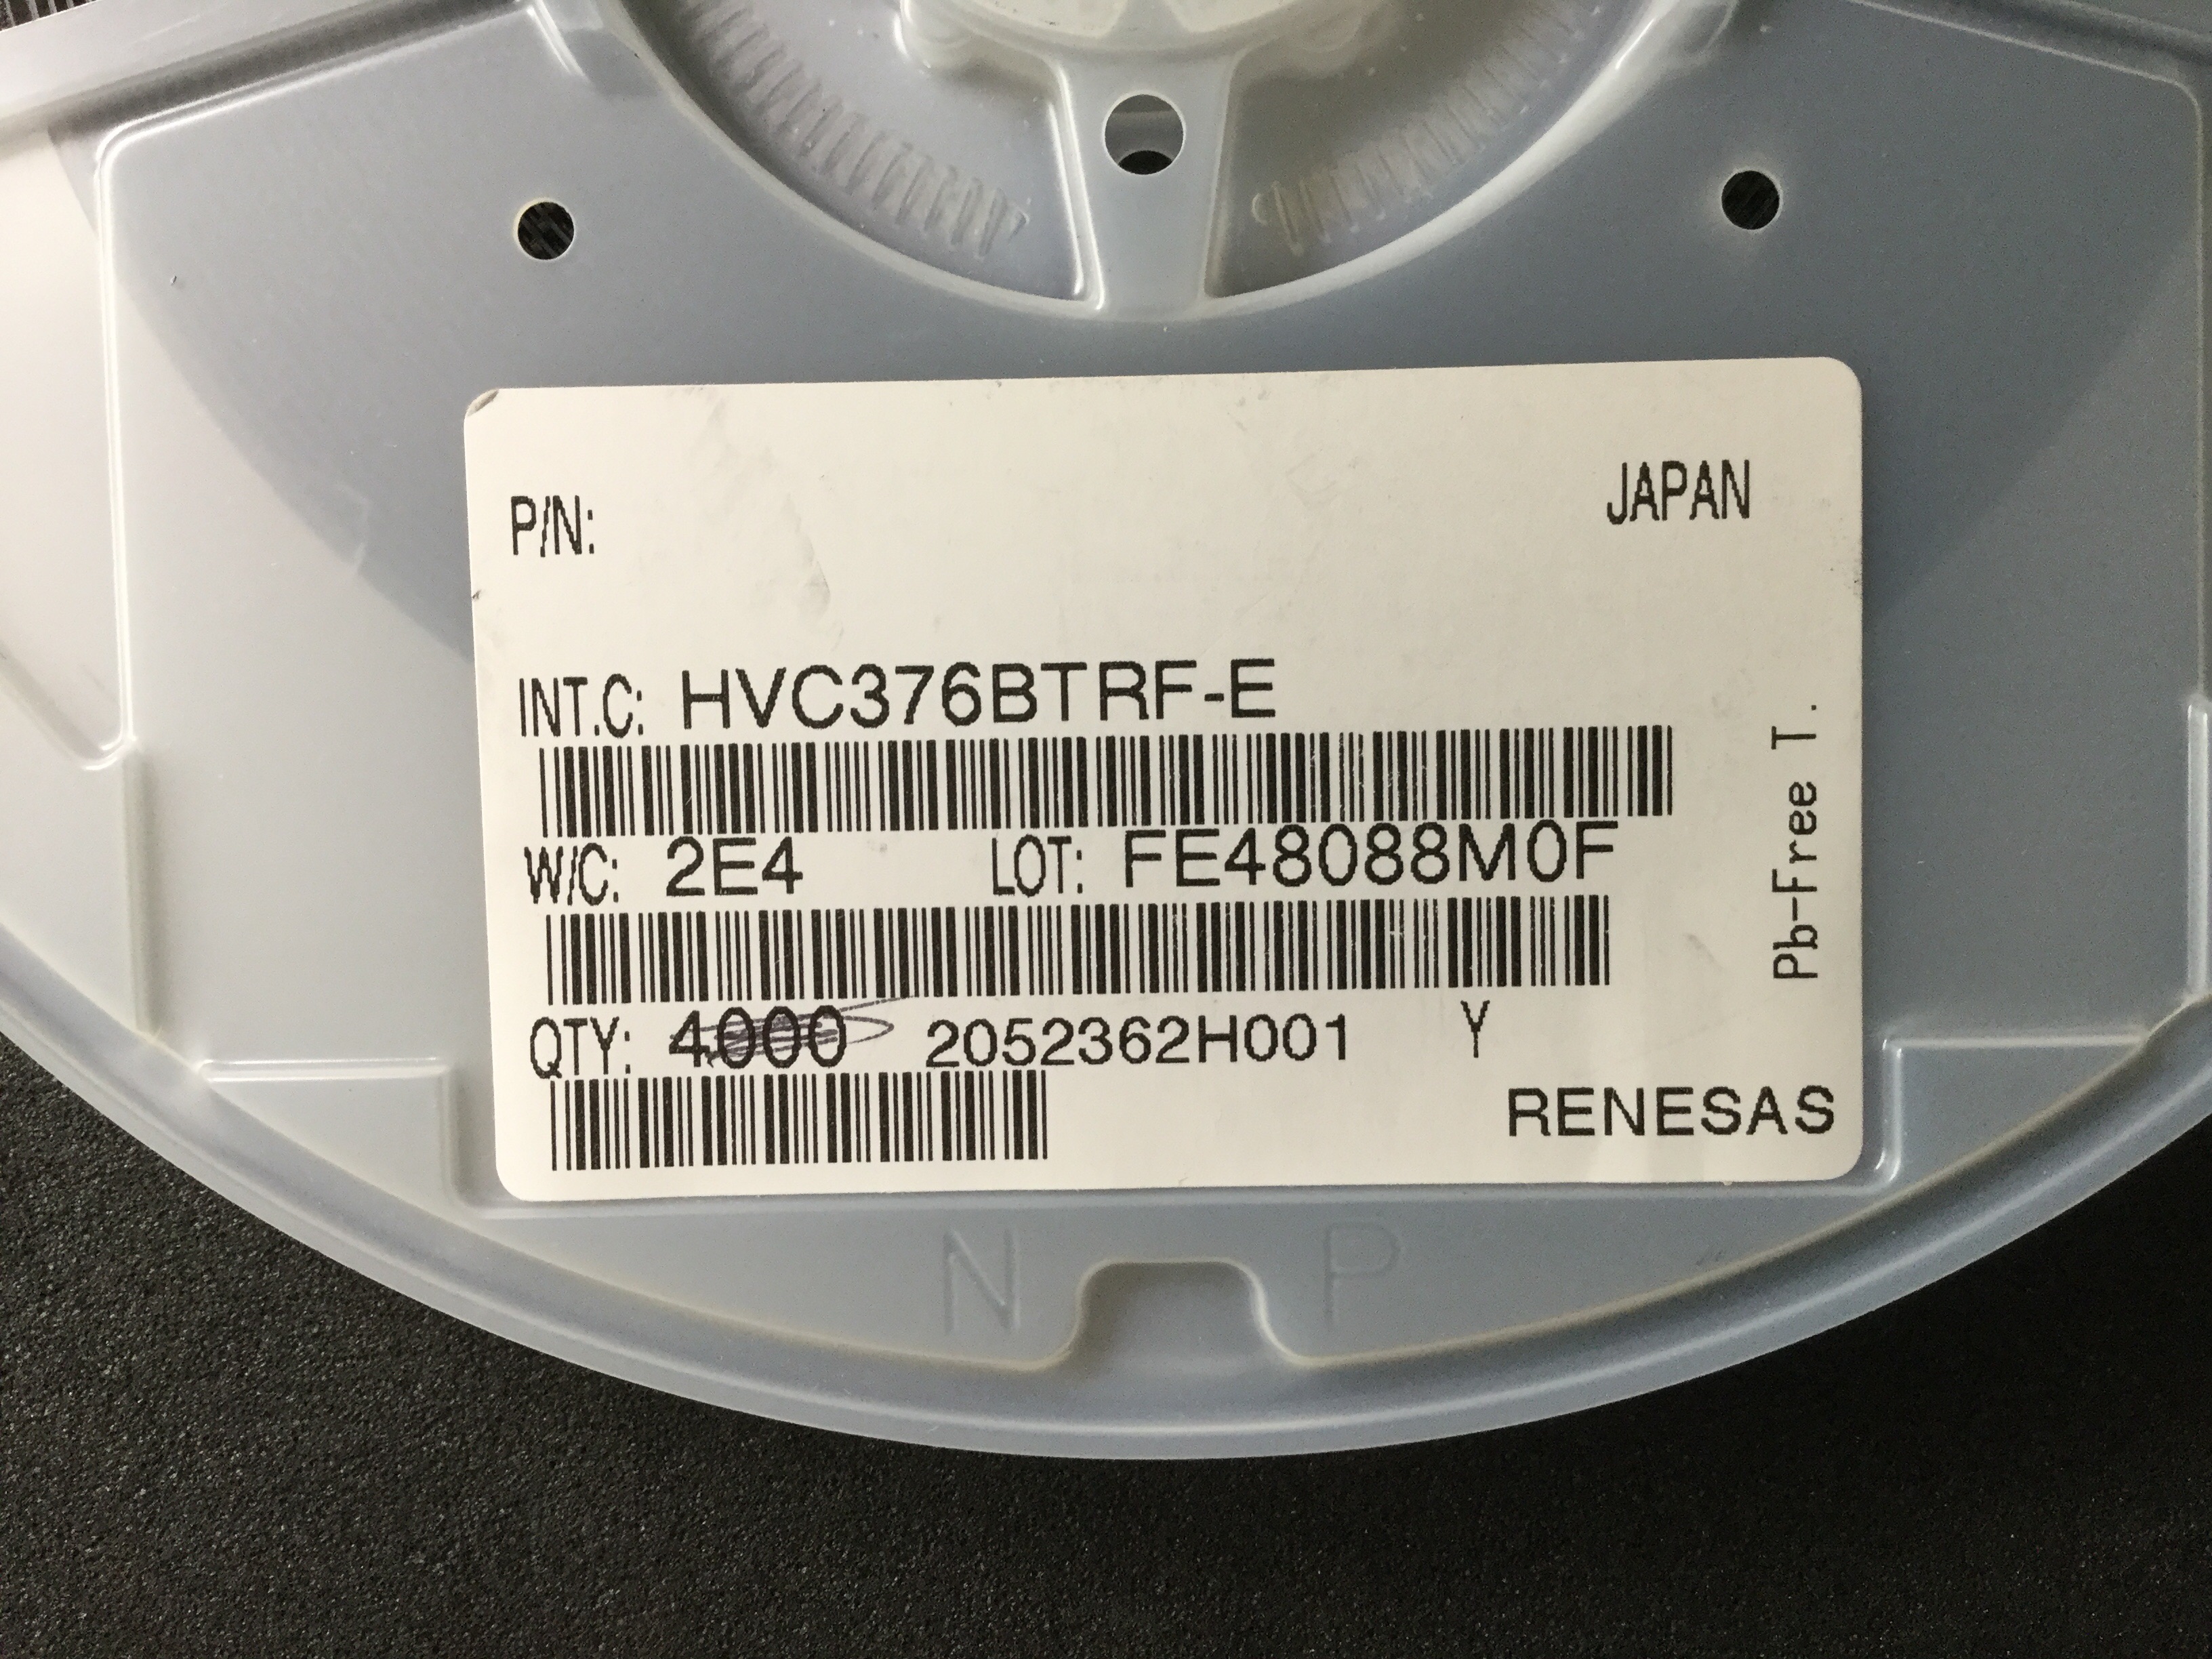 P/N:
JAPAN
INT.C: HVC376BTRF-E
W/C: 2E4 LOT: FE48088M0F
QTY: 4000 2052362H001 Y
RENESAS
Pb-Free T.
N P